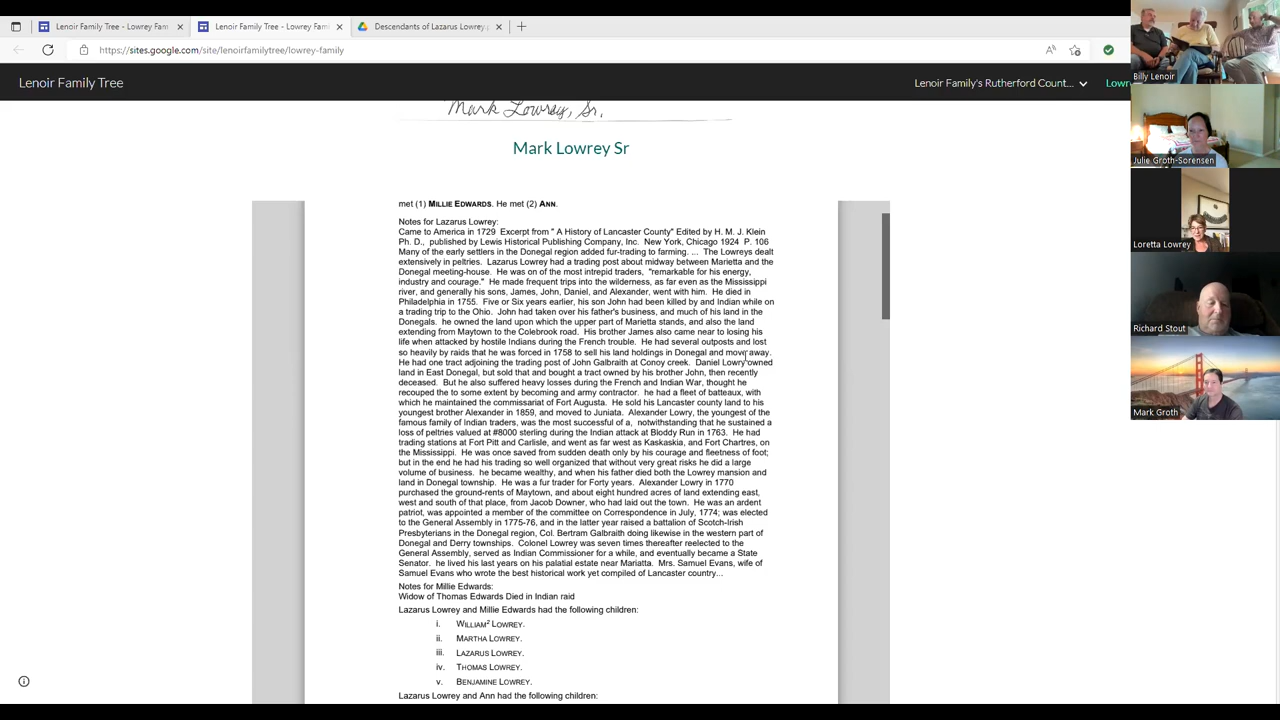 Lenoir Family Tree - Lowrey Fam
Lenoir Family Tree - Lowrey Fami
Descendants of Lazarus Lowrey.p
https://sites.google.com/site/lenoirfamilytree/lowrey-family
Lenoir Family Tree
Lenoir Family's Rutherford Count...
Lowr
Mark Lowrey, Sr.
Mark Lowrey Sr
met (1) MILLIE EDWARDS. He met (2) ANN.
Notes for Lazarus Lowrey:
Came to America in 1729 Excerpt from " A History of Lancaster County" Edited by H. M. J. Klein
Ph. D., published by Lewis Historical Publishing Company, Inc. New York, Chicago 1924 P. 106
Many of the early settlers in the Donegal region added fur-trading to farming. ... The Lowreys dealt
extensively in peltries. Lazarus Lowrey had a trading post about midway between Marietta and the
Donegal meeting-house. He was on of the most intrepid traders, "remarkable for his energy,
industry and courage." He made frequent trips into the wilderness, as far even as the Mississippi
river, and generally his sons, James, John, Daniel, and Alexander, went with him. He died in
Philadelphia in 1755. Five or Six years earlier, his son John had been killed by and Indian while on
a trading trip to the Ohio. John had taken over his father's business, and much of his land in the
Donegals. he owned the land upon which the upper part of Marietta stands, and also the land
extending from Maytown to the Colebrook road. His brother James also came near to losing his
life when attacked by hostile Indians during the French trouble. He had several outposts and lost
so heavily by raids that he was forced in 1758 to sell his land holdings in Donegal and move away.
He had one tract adjoining the trading post of John Galbraith at Conoy creek. Daniel Lowry owned
land in East Donegal, but sold that and bought a tract owned by his brother John, then recently
deceased. But he also suffered heavy losses during the French and Indian War, thought he
recouped the to some extent by becoming and army contractor. he had a fleet of batteaux, with
which he maintained the commissariat of Fort Augusta. He sold his Lancaster county land to his
youngest brother Alexander in 1859, and moved to Juniata. Alexander Lowry, the youngest of the
famous family of Indian traders, was the most successful of a, notwithstanding that he sustained a
loss of peltries valued at #8000 sterling during the Indian attack at Bloddy Run in 1763. He had
trading stations at Fort Pitt and Carlisle, and went as far west as Kaskaskia, and Fort Chartres, on
the Mississippi. He was once saved from sudden death only by his courage and fleetness of foot;
but in the end he had his trading so well organized that without very great risks he did a large
volume of business. he became wealthy, and when his father died both the Lowry mansion and
land in Donegal township. He was a fur trader for Forty years. Alexander Lowry in 1770
purchased the ground-rents of Maytown, and about eight hundred acres of land extending east,
west and south of that place, from Jacob Downer, who had laid out the town. He was an ardent
patriot, was appointed a member of the committee on Correspondence in July, 1774; was elected
to the General Assembly in 1775-76, and in the latter year raised a battalion of Scotch-Irish
Presbyterians in the Donegal region, Col. Bertram Galbraith doing likewise in the western part of
Donegal and Derry townships. Colonel Lowrey was seven times thereafter reelected to the
General Assembly, served as Indian Commissioner for a while, and eventually became a State
Senator. he lived his last years on his palatial estate near Mariatta. Mrs. Samuel Evans, wife of
Samuel Evans who wrote the best historical work yet compiled of Lancaster country...
Notes for Millie Edwards:
Widow of Thomas Edwards Died in Indian raid
Lazarus Lowrey and Millie Edwards had the following children:
i. WILLIAM² LOWREY.
ii. MARTHA LOWREY.
iii. LAZARUS LOWREY.
iv. THOMAS LOWREY.
v. BENJAMINE LOWREY.
Lazarus Lowrey and Ann had the following children:
Billy Lenoir
Julie Groth-Sorensen
Loretta Lowrey
Richard Stout
Mark Groth